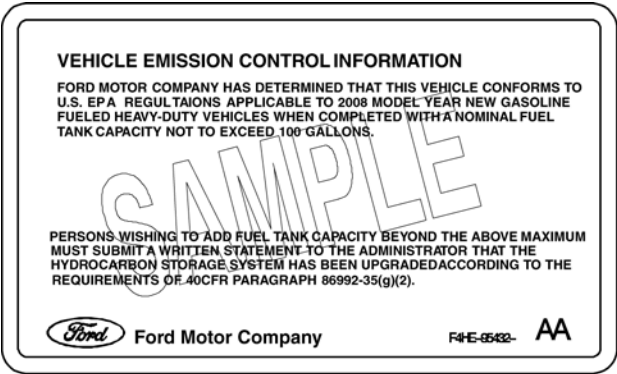 VEHICLE EMISSION CONTROL INFORMATION
FORD MOTOR COMPANY HAS DETERMINED THAT THIS VEHICLE CONFORMS TO
U.S. EPA REGULTAIONS APPLICABLE TO 2008 MODEL YEAR NEW GASOLINE
FUELED HEAVY-DUTY VEHICLES WHEN COMPLETED WITH A NOMINAL FUEL
TANK CAPACITY NOT TO EXCEED 100 GALLONS.
SAMPLE
PERSONS WISHING TO ADD FUEL TANK CAPACITY BEYOND THE ABOVE MAXIMUM
MUST SUBMIT A WRITTEN STATEMENT TO THE ADMINISTRATOR THAT THE
HYDROCARBON STORAGE SYSTEM HAS BEEN UPGRADEDACCORDING TO THE
REQUIREMENTS OF 40CFR PARAGRAPH 86992-35(g)(2).
Ford Ford Motor Company F4HE-95432- AA